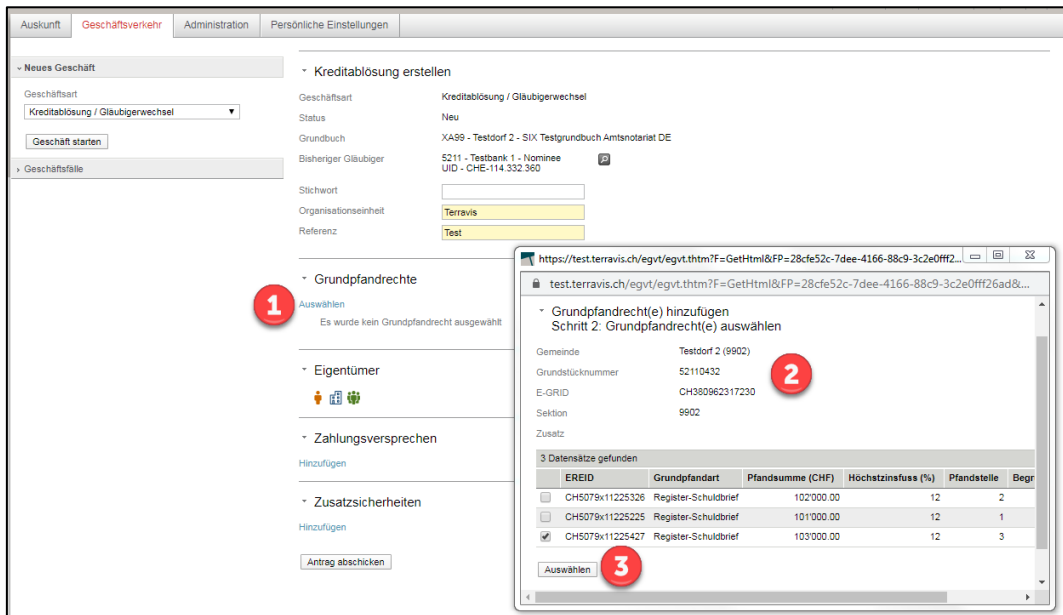 Auskunft Geschäftsverkehr Administration Persönliche Einstellungen
Neues Geschäft
Geschäftsart
Kreditablösung / Gläubigerwechsel
Geschäft starten
Geschäftsfälle
Kreditablösung erstellen
Geschäftsart Kreditablösung / Gläubigerwechsel
Status Neu
Grundbuch XA99 - Testdorf 2 - SIX Testgrundbuch Amtsnotariat DE
Bisheriger Gläubiger 5211 - Testbank 1 - Nominee
UID - CHE-114.332.360
Stichwort
Organisationseinheit Terravis
Referenz Test
Grundpfandrechte
1
Auswählen
Es wurde kein Grundpfandrecht ausgewählt
Eigentümer
Zahlungsversprechen
Hinzufügen
Zusatzsicherheiten
Hinzufügen
Antrag abschicken
https://test.terravis.ch/egvt/egvt.thtm?F=GetHtml&FP=28cfe52c-7dee-4166-88c9-3c2e0fff2...
test.terravis.ch/egvt/egvt.thtm?F=GetHtml&FP=28cfe52c-7dee-4166-88c9-3c2e0fff26ad&...
Grundpfandrecht(e) hinzufügen
Schritt 2: Grundpfandrecht(e) auswählen
Gemeinde Testdorf 2 (9902)
Grundstücknummer 52110432
2
E-GRID CH380962317230
Sektion 9902
Zusatz
3 Datensätze gefunden
EREID Grundpfandart Pfandsumme (CHF) Höchstzinsfuss (%) Pfandstelle Begr
CH5079x11225326 Register-Schuldbrief 102'000.00 12 2
CH5079x11225225 Register-Schuldbrief 101'000.00 12 1
CH5079x11225427 Register-Schuldbrief 103'000.00 12 3
Auswählen
3